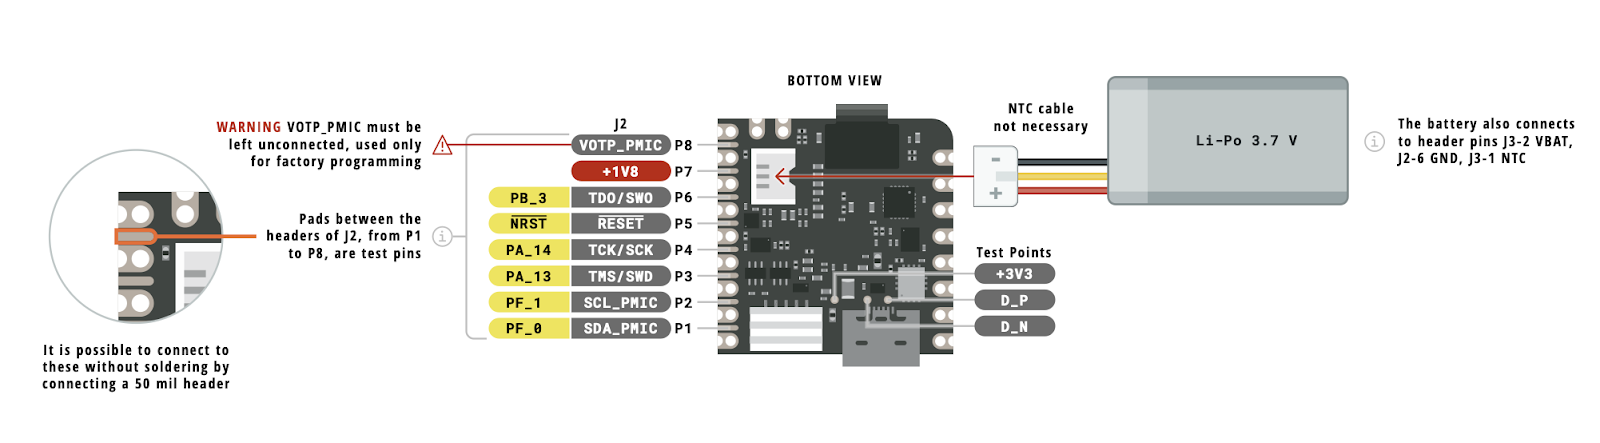 BOTTOM VIEW
WARNING VOTP_PMIC must be
left unconnected, used only
for factory programming
Pads between the
headers of J2, from P1
to P8, are test pins
It is possible to connect to
these without soldering by
connecting a 50 mil header
J2
VOTP_PMIC P8
+1V8 P7
PB_3 TDO/SWO P6
NRST RESET P5
PA_14 TCK/SCK P4
PA_13 TMS/SWD P3
PF_1 SCL_PMIC P2
PF_0 SDA_PMIC P1
NTC cable
not necessary
-
+
Li-Po 3.7 V
The battery also connects
to header pins J3-2 VBAT,
J2-6 GND, J3-1 NTC
Test Points
+3V3
D_P
D_N